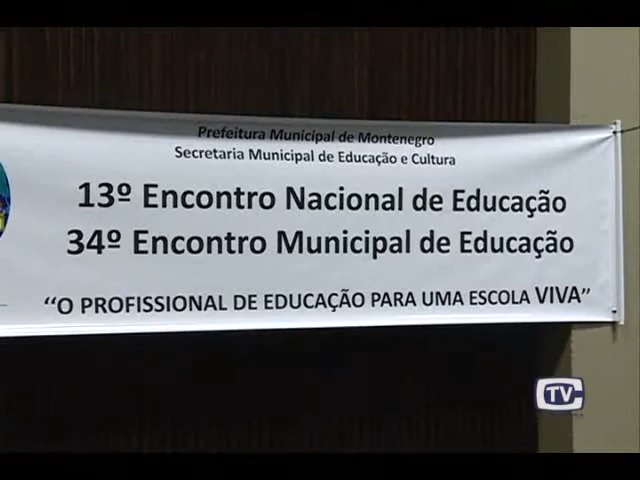 Prefeitura Municipal de Montenegro
Secretaria Municipal de Educação e Cultura
13º Encontro Nacional de Educação
34º Encontro Municipal de Educação
“O PROFISSIONAL DE EDUCAÇÃO PARA UMA ESCOLA VIVA”
TVC